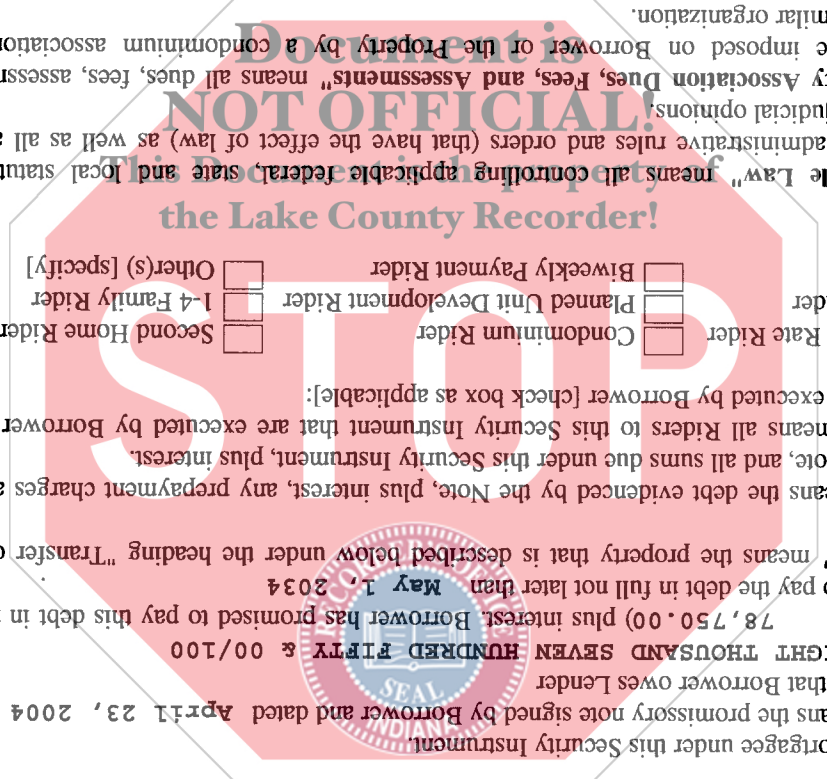 ortgagee under this Security Instrument.
ans the promissory note signed by Borrower and dated April 23, 2004
that Borrower owes Lender
IGHT THOUSAND SEVEN HUNDRED FIFTY & 00/100
78,750.00) plus interest. Borrower has promised to pay this debt in
o pay the debt in full not later than May 1, 2034 .
" means the property that is described below under the heading "Transfer o
ans the debt evidenced by the Note, plus interest, any prepayment charges a
ote, and all sums due under this Security Instrument, plus interest.
means all Riders to this Security Instrument that are executed by Borrower
executed by Borrower [check box as applicable]:
Rate Rider Condominium Rider Second Home Rider
der Planned Unit Development Rider 1-4 Family Rider
Biweekly Payment Rider Other(s) [specify]
le Law" means all controlling applicable federal, state and local statut
administrative rules and orders (that have the effect of law) as well as all a
judicial opinions.
ty Association Dues, Fees, and Assessments" means all dues, fees, assessm
e imposed on Borrower or the Property by a condominium association
milar organization.
Document is
NOT OFFICIAL!
This Document is the property of
the Lake County Recorder!
STOP
RECORDER'S OFFICE
SEAL
INDIANA